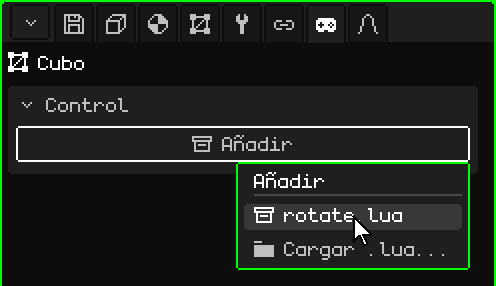 Cubo
Control
Añadir
Añadir
rotate.lua
Cargar .lua...